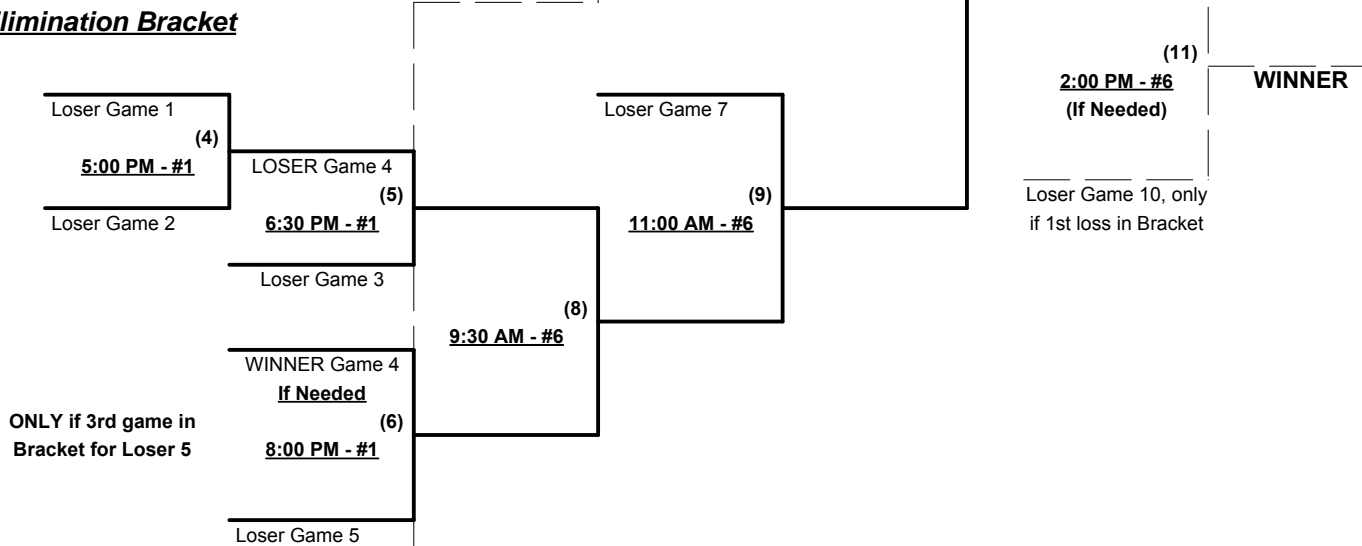 limination Bracket
Loser Game 1
(4)
5:00 PM - #1
Loser Game 2
LOSER Game 4
(5)
6:30 PM - #1
Loser Game 3
WINNER Game 4
If Needed
(6)
8:00 PM - #1
Loser Game 5
ONLY if 3rd game in
Bracket for Loser 5
(8)
9:30 AM - #6
Loser Game 7
(9)
11:00 AM - #6
(11)
2:00 PM - #6
(If Needed)
WINNER
Loser Game 10, only
if 1st loss in Bracket